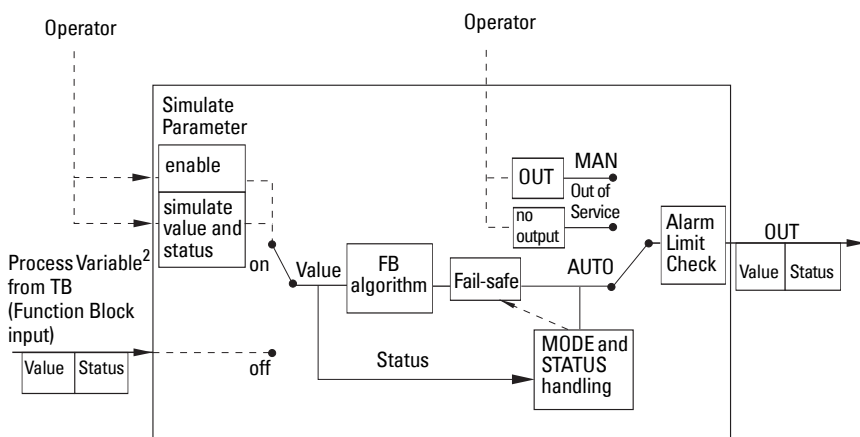 Operator
Operator
Simulate
Parameter
enable
simulate
value and
status
on
Process Variable2
from TB
(Function Block
input)
Value Status
off
Value
FB
algorithm
Fail-safe
Status
MODE and
STATUS
handling
OUT
MAN
Out of
Service
no
output
AUTO
Alarm
Limit
Check
OUT
Value Status